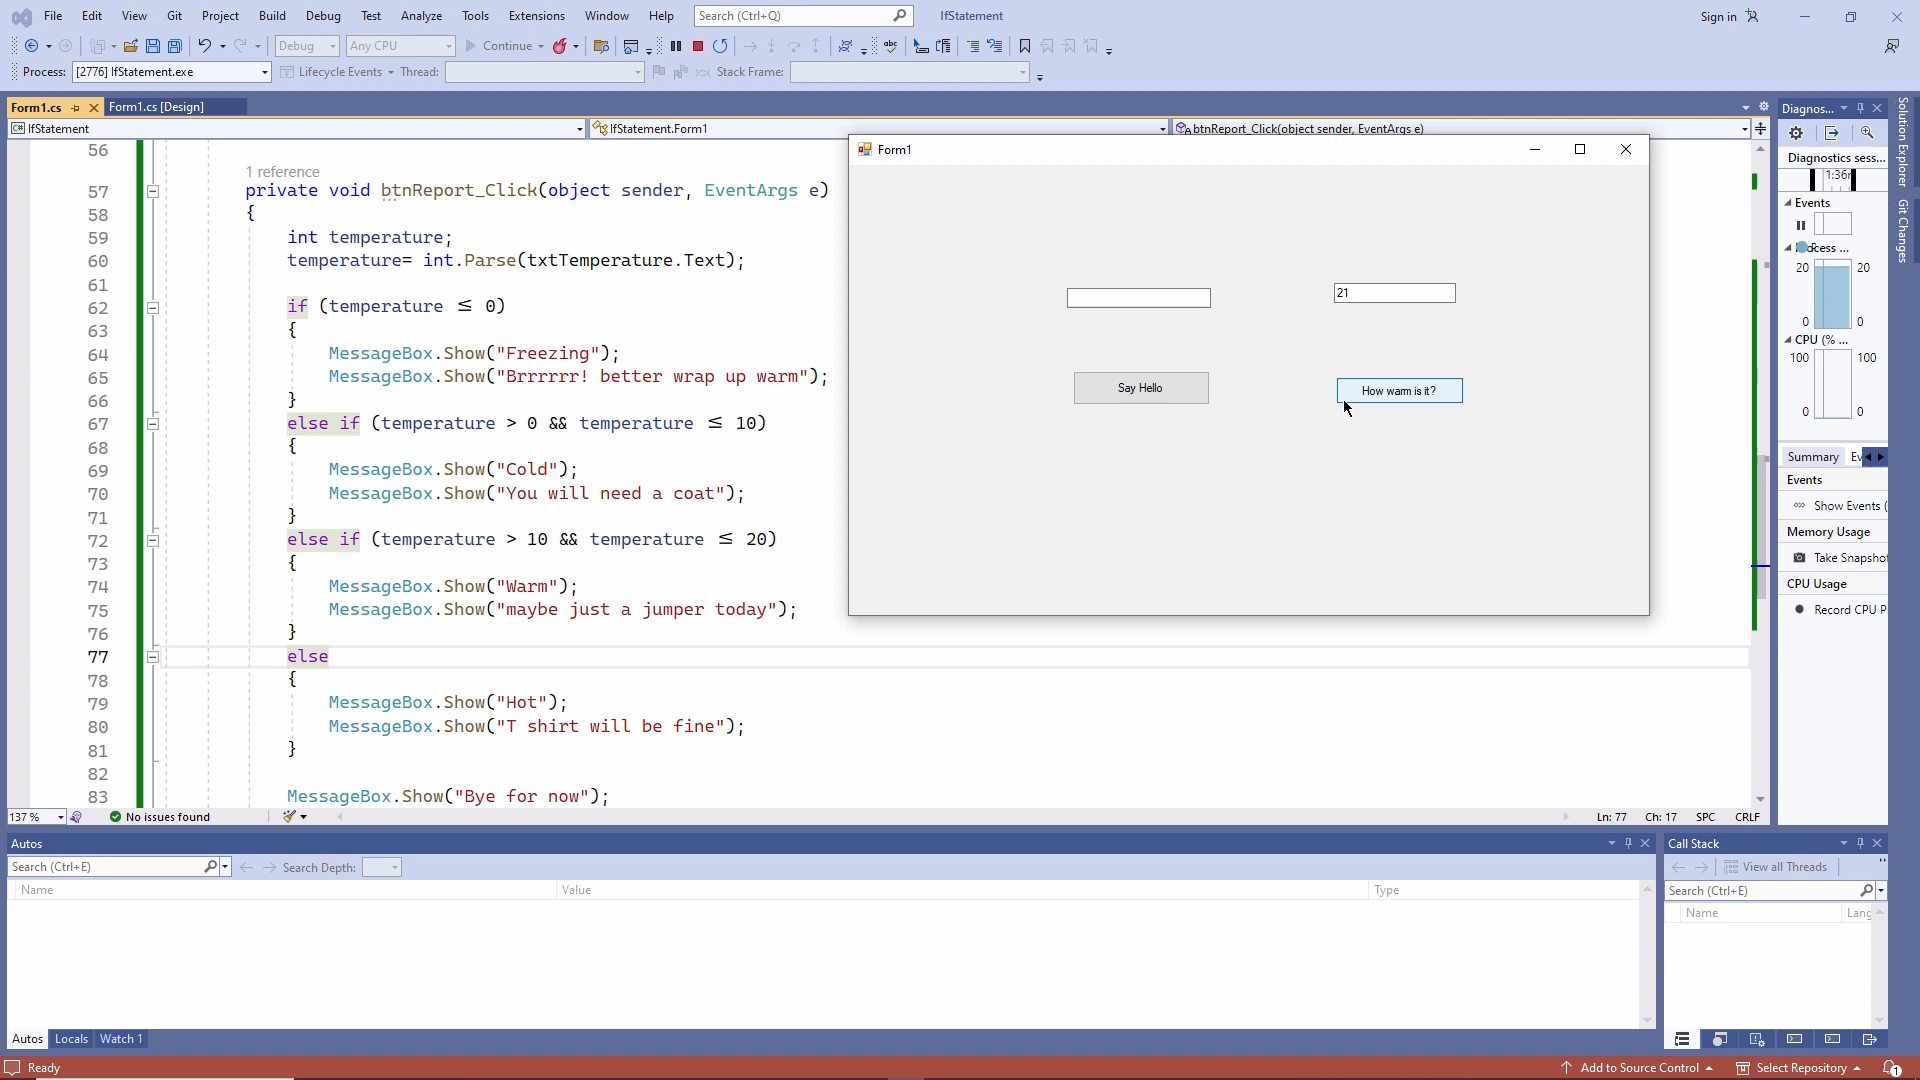 File Edit View Git Project Build Debug Test Analyze Tools Extensions Window Help Search (Ctrl+Q) IfStatement Sign in
Debug Any CPU Continue
Process: [2776] IfStatement.exe Lifecycle Events Thread: Stack Frame:
Form1.cs Form1.cs [Design]
IfStatement IfStatement.Form1 btnReport_Click(object sender, EventArgs e)
56
1 reference
57 private void btnReport_Click(object sender, EventArgs e)
58 {
59 int temperature;
60 temperature= int.Parse(txtTemperature.Text);
61
62 if (temperature ≤ 0)
63 {
64 MessageBox.Show("Freezing");
65 MessageBox.Show("Brrrrrr! better wrap up warm");
66 }
67 else if (temperature > 0 && temperature ≤ 10)
68 {
69 MessageBox.Show("Cold");
70 MessageBox.Show("You will need a coat");
71 }
72 else if (temperature > 10 && temperature ≤ 20)
73 {
74 MessageBox.Show("Warm");
75 MessageBox.Show("maybe just a jumper today");
76 }
77 else
78 {
79 MessageBox.Show("Hot");
80 MessageBox.Show("T shirt will be fine");
81 }
82
83 MessageBox.Show("Bye for now");
137 % No issues found Ln: 77 Ch: 17 SPC CRLF
Form1
21
Say Hello How warm is it?
Diagnos...
Diagnostics sess...
Events
20 20
0 0
CPU (% ...
100 100
0 0
Summary
Events
Show Events
Memory Usage
Take Snapshot
CPU Usage
Record CPU P
Solution Explorer
Git Changes
Autos
Search (Ctrl+E) Search Depth:
Name Value Type
Autos Locals Watch 1
Call Stack
View all Threads
Search (Ctrl+E)
Name Lang
Ready Add to Source Control Select Repository 1